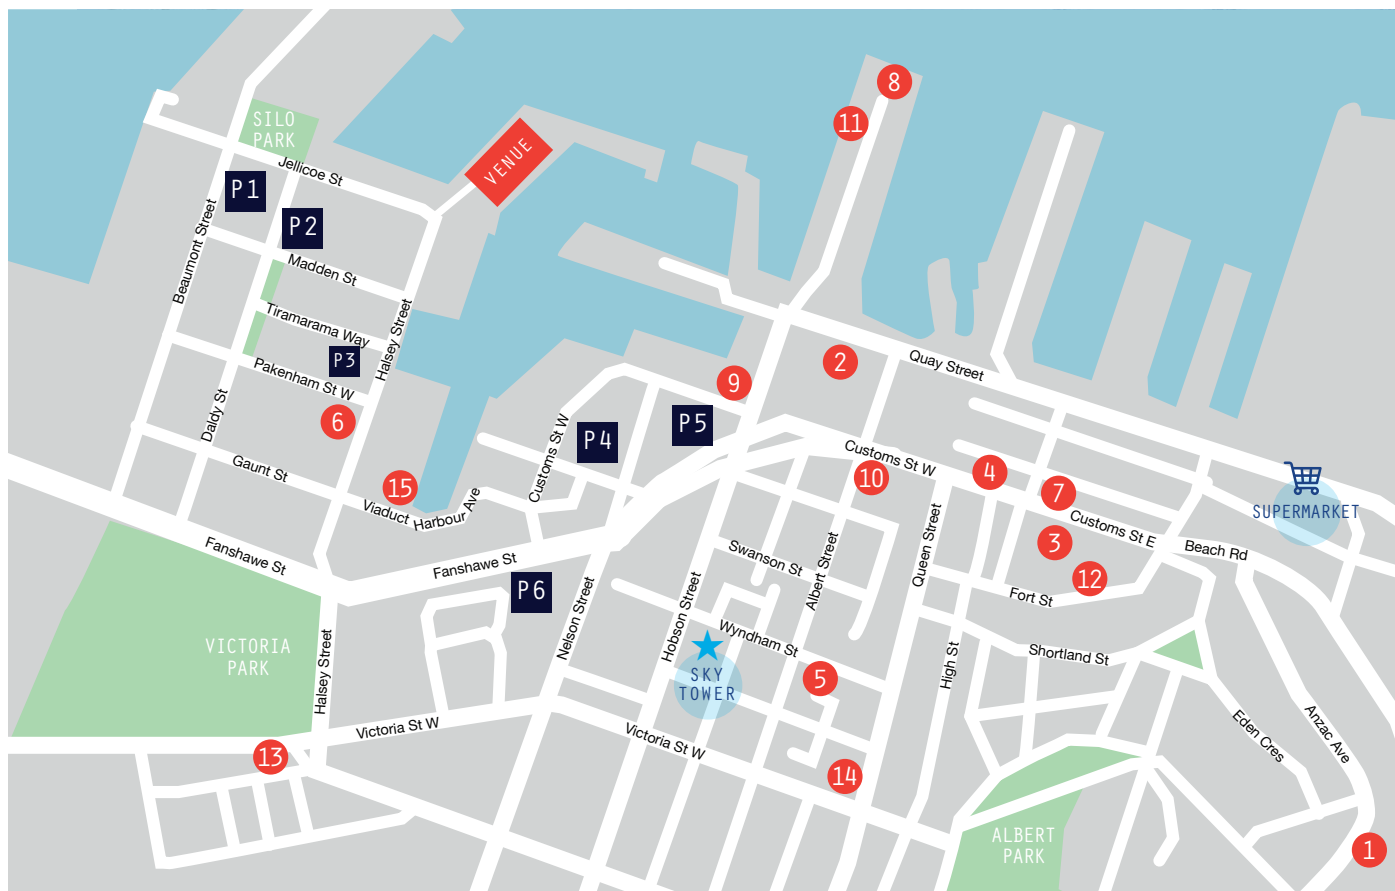 8
11
SILO
PARK
VENUE
Jellicoe St
P1
P2
Beaumont Street
Madden St
Tiramarama Way
Halsey Street
P3
Pakenham St W
6
Daldy St
Gaunt St
15
Viaduct Harbour Ave
Customs St W
P4
P5
9
2
Quay Street
Customs St W
10
4
7
SUPERMARKET
Customs St E
3
12
Beach Rd
Fanshawe St
Fanshawe St
P6
Swanson St
Albert Street
Queen Street
Fort St
Nelson Street
Hobson Street
Wyndham St
High St
Shortland St
VICTORIA
PARK
Halsey Street
SKY
TOWER
5
Victoria St W
Victoria St W
Eden Cres
Anzac Ave
13
14
ALBERT
PARK
1